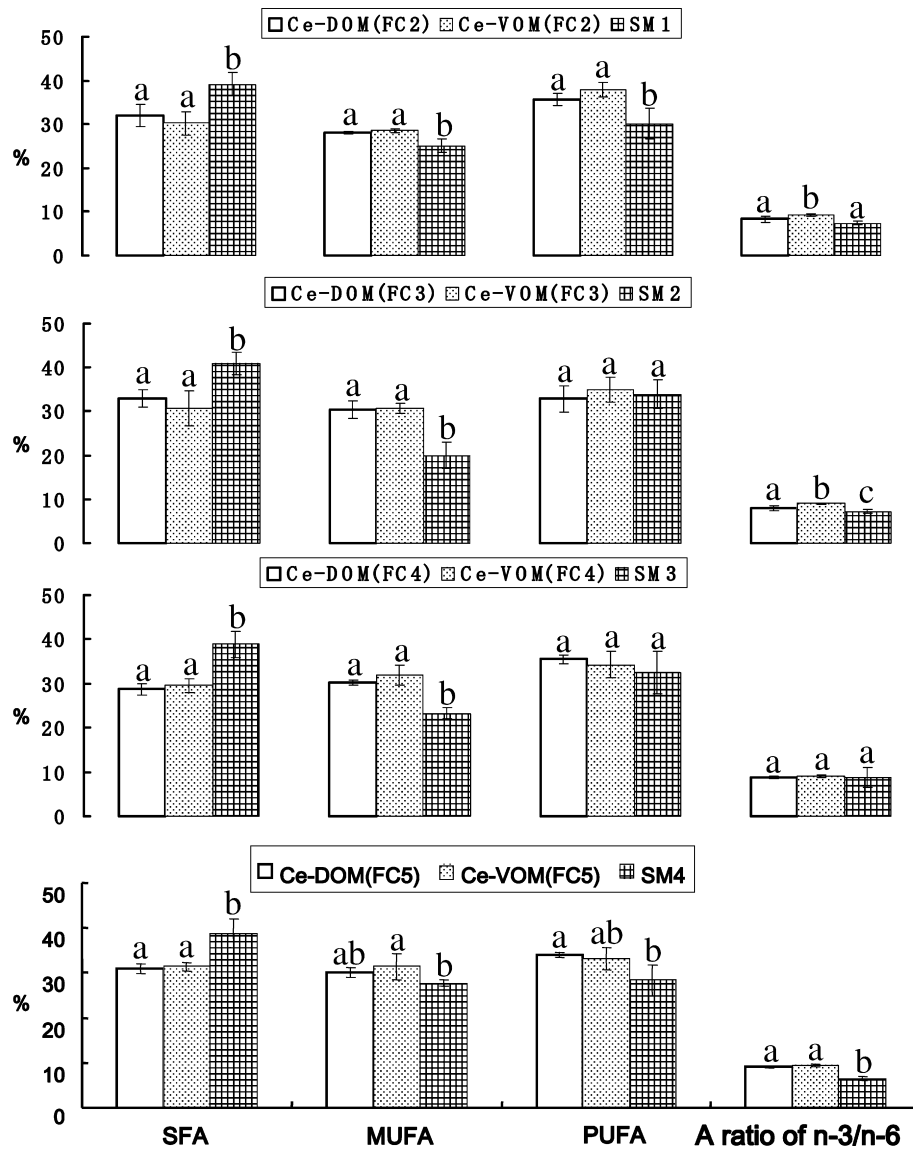 Ce-DOM(FC2) Ce-VOM(FC2) SM1
50
40
30
20
10
0
%
a a b
a a b
a a b
a b a
Ce-DOM(FC3) Ce-VOM(FC3) SM2
50
40
30
20
10
0
%
a a b
a a b
a a a
a b c
Ce-DOM(FC4) Ce-VOM(FC4) SM3
50
40
30
20
10
0
%
a a b
a a b
a a a
a a a
Ce-DOM(FC5) Ce-VOM(FC5) SM4
50
40
30
20
10
0
%
a a b
ab a b
a ab b
a a b
SFA MUFA PUFA A ratio of n-3/n-6